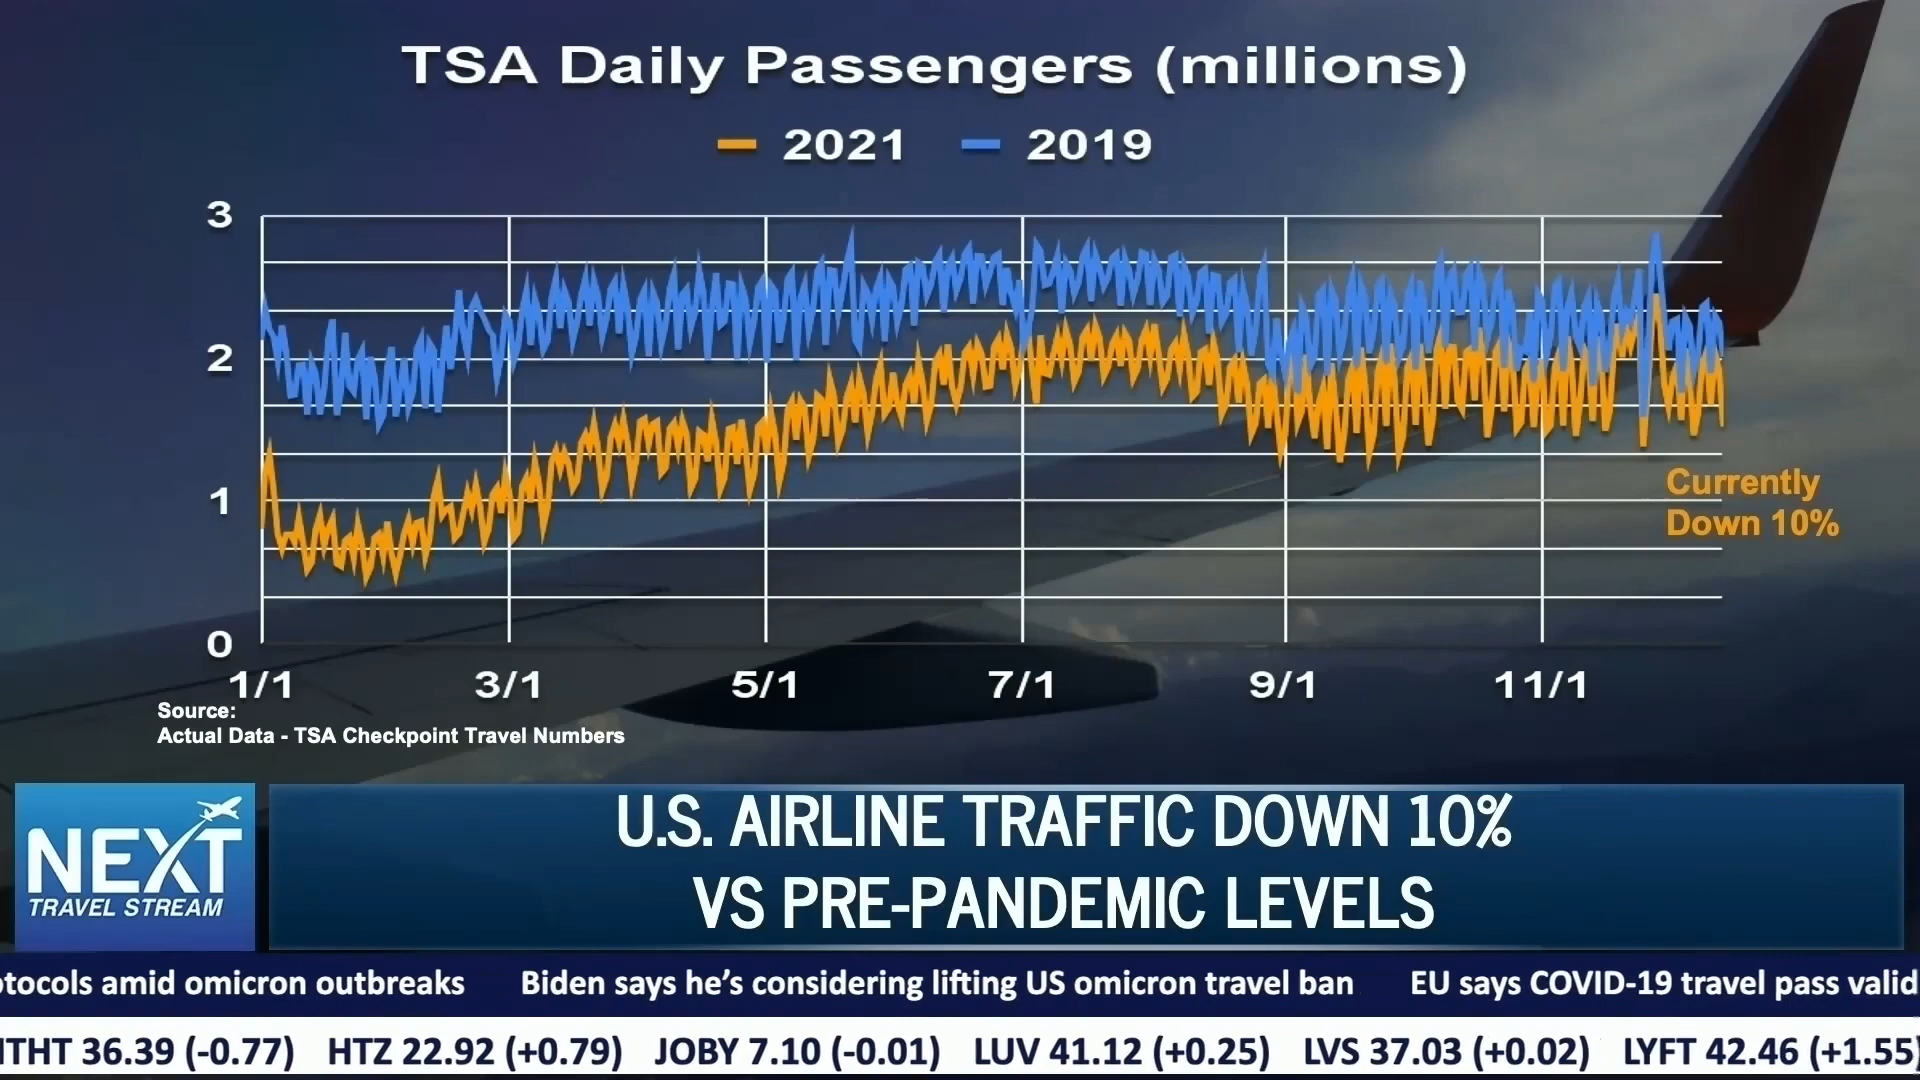 TSA Daily Passengers (millions)
2021 2019
3
2
1
0
1/1 3/1 5/1 7/1 9/1 11/1
Currently
Down 10%
Source:
Actual Data - TSA Checkpoint Travel Numbers
NEXT
TRAVEL STREAM
U.S. AIRLINE TRAFFIC DOWN 10%
VS PRE-PANDEMIC LEVELS
tocols amid omicron outbreaks Biden says he's considering lifting US omicron travel ban EU says COVID-19 travel pass valid
THT 36.39 (-0.77) HTZ 22.92 (+0.79) JOBY 7.10 (-0.01) LUV 41.12 (+0.25) LVS 37.03 (+0.02) LYFT 42.46 (+1.55)